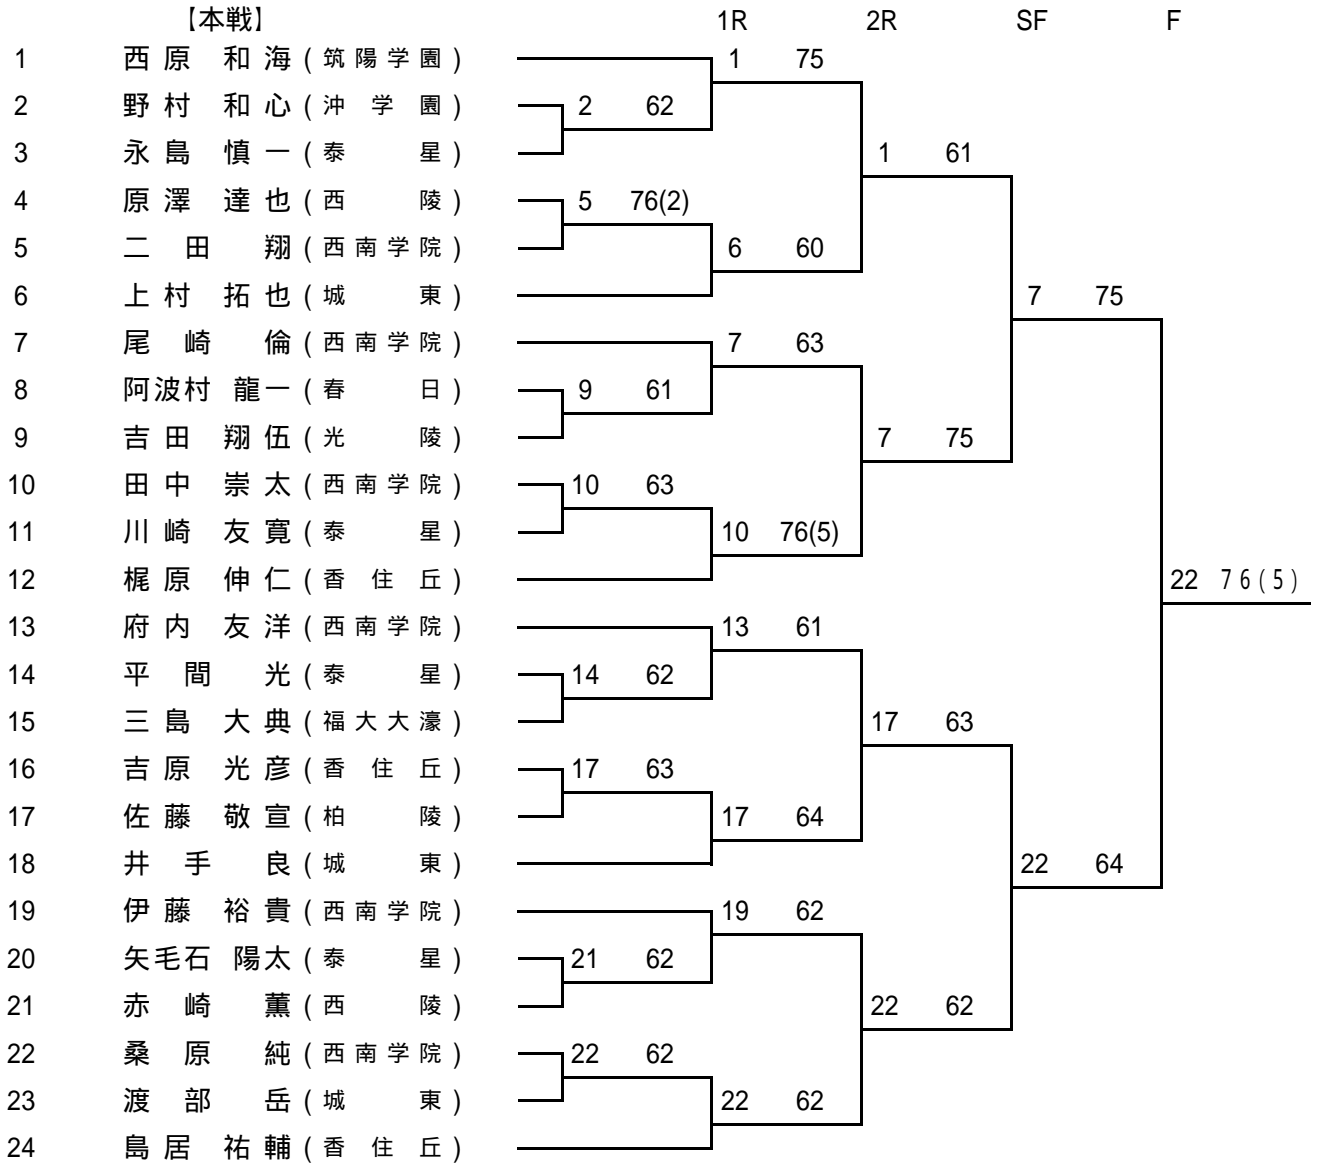 【本戦】 1R 2R SF F
1 西原 和海(筑陽学園) 1 75
2 野村 和心(沖学園) 2 62
3 永島 慎一(泰星) 1 61
4 原澤 達也(西陵) 5 76(2)
5 二田 翔(西南学院) 6 60
6 上村 拓也(城東) 7 75
7 尾崎 倫(西南学院) 7 63
8 阿波村 龍一(春日) 9 61
9 吉田 翔伍(光陵) 7 75
10 田中 崇太(西南学院) 10 63
11 川崎 友寛(泰星) 10 76(5)
12 梶原 伸仁(香住丘) 22 76(5)
13 府内 友洋(西南学院) 13 61
14 平間 光(泰星) 14 62
15 三島 大典(福大大濠) 17 63
16 吉原 光彦(香住丘) 17 63
17 佐藤 敬宣(柏陵) 17 64
18 井手 良(城東) 22 64
19 伊藤 裕貴(西南学院) 19 62
20 矢毛石 陽太(泰星) 21 62
21 赤崎 薫(西陵) 22 62
22 桑原 純(西南学院) 22 62
23 渡部 岳(城東) 22 62
24 島居 祐輔(香住丘)